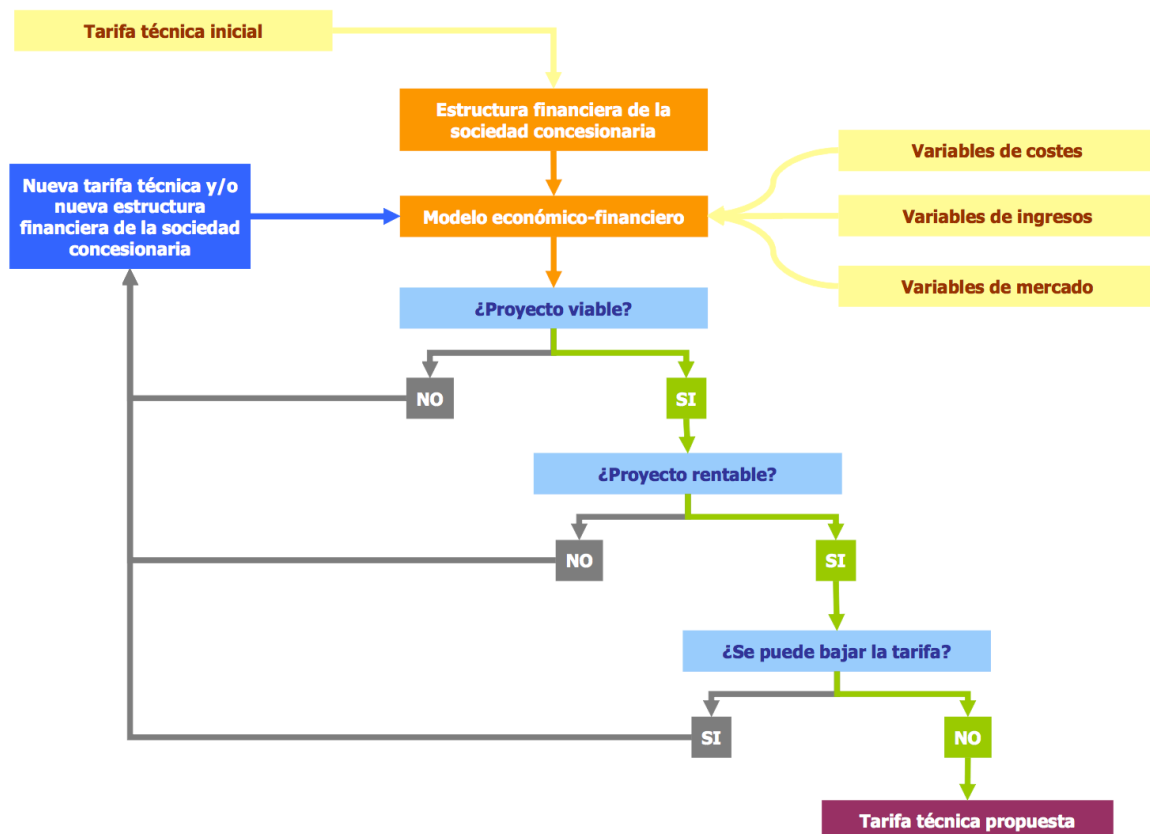 Tarifa técnica inicial
Estructura financiera de la
sociedad concesionaria
Variables de costes
Nueva tarifa técnica y/o
nueva estructura
financiera de la sociedad
concesionaria
Modelo económico-financiero
Variables de ingresos
Variables de mercado
¿Proyecto viable?
NO
SI
¿Proyecto rentable?
NO
SI
¿Se puede bajar la tarifa?
SI
NO
Tarifa técnica propuesta